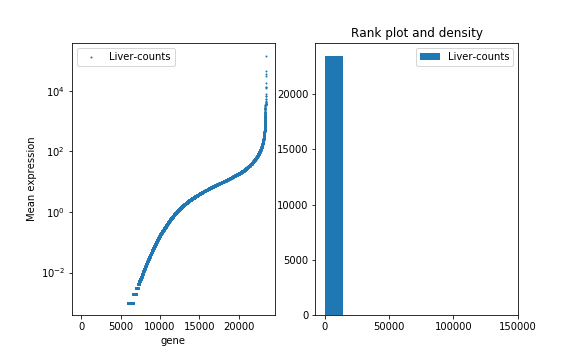 Rank plot and density
Liver-counts
Liver-counts
Mean expression
10^4
10^2
10^0
10^-2
0 5000 10000 15000 20000
gene
20000
15000
10000
5000
0
0 50000 100000 150000